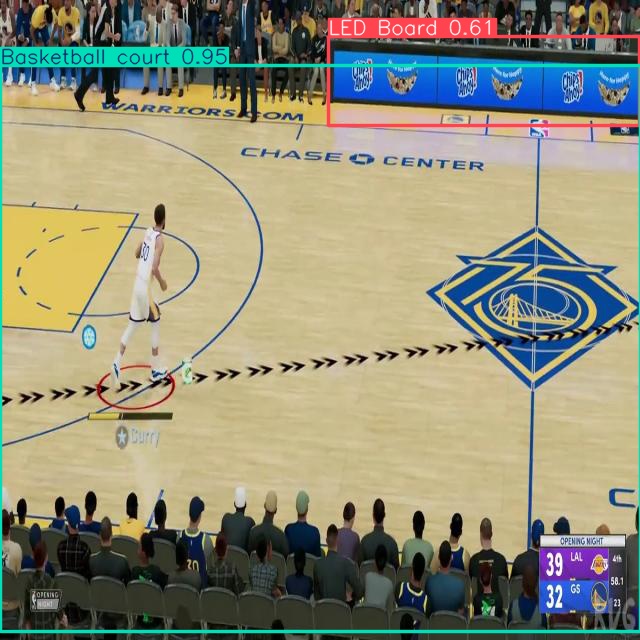 LED Board 0.61
Basketball court 0.95
CHIPS AHOY!
CHIPS AHOY!
CHIPS AHOY!
WARRIORS.COM
CHASE CENTER
30
75
Curry
30
OPENING NIGHT
OPENING NIGHT
39 LAL 4th
58.1
32 GS 23